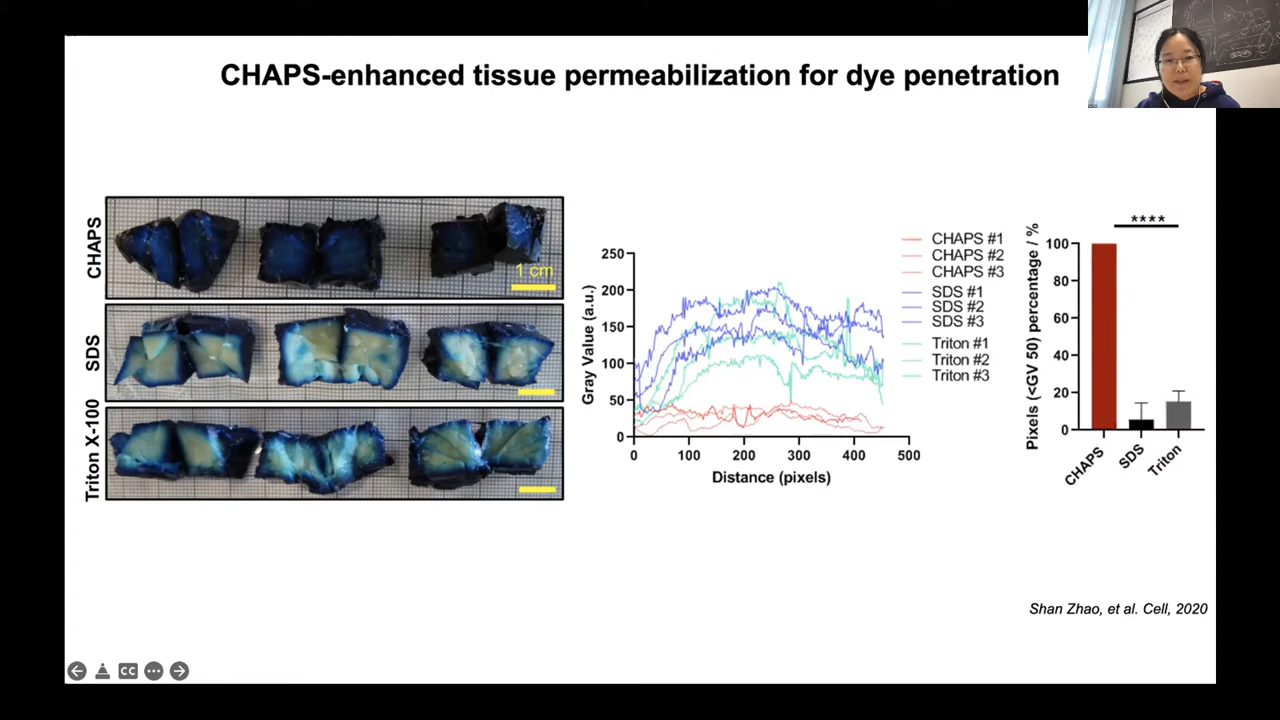 CHAPS-enhanced tissue permeabilization for dye penetration
CHAPS
1 cm
SDS
Triton X-100
Gray Value (a.u.)
250
200
150
100
50
0
0
100
200
300
400
500
Distance (pixels)
CHAPS #1
CHAPS #2
CHAPS #3
SDS #1
SDS #2
SDS #3
Triton #1
Triton #2
Triton #3
Pixels (<GV 50) percentage / %
****
100
80
60
40
20
0
CHAPS
SDS
Triton
Shan Zhao, et al. Cell, 2020
CC